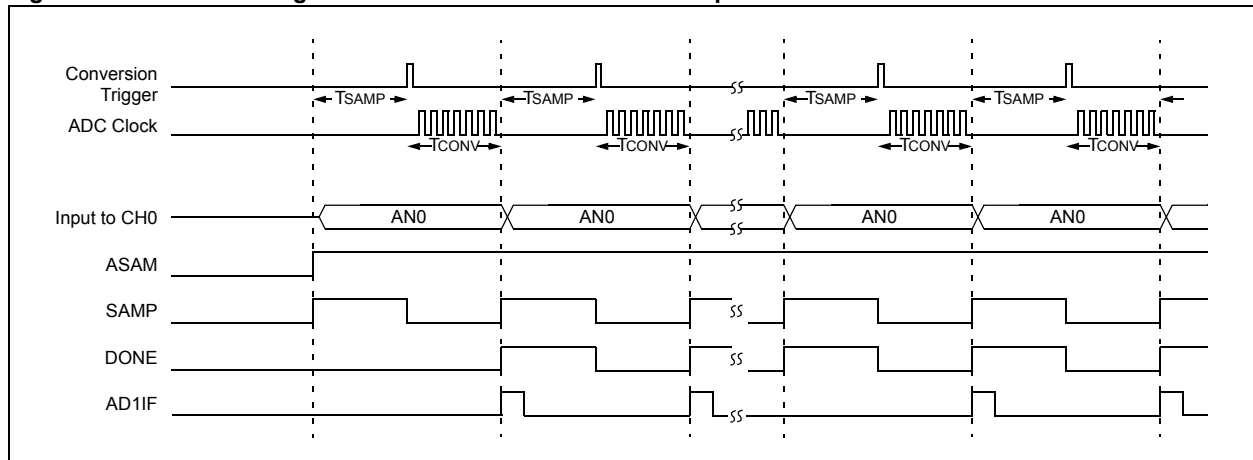 Conversion
Trigger
TSAMP TSAMP TSAMP TSAMP
ADC Clock
TCONV TCONV TCONV TCONV
Input to CH0 AN0 AN0 AN0 AN0
ASAM
SAMP
DONE
AD1IF